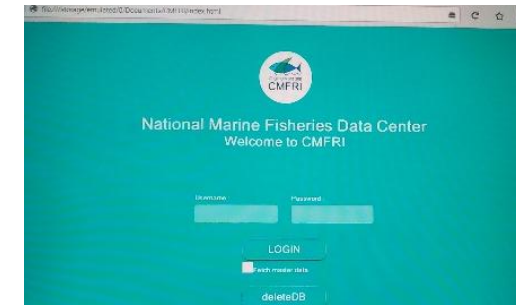 CMFRI
National Marine Fisheries Data Center
Welcome to CMFRI
Username Password
LOGIN
Fetch master data
deleteDB